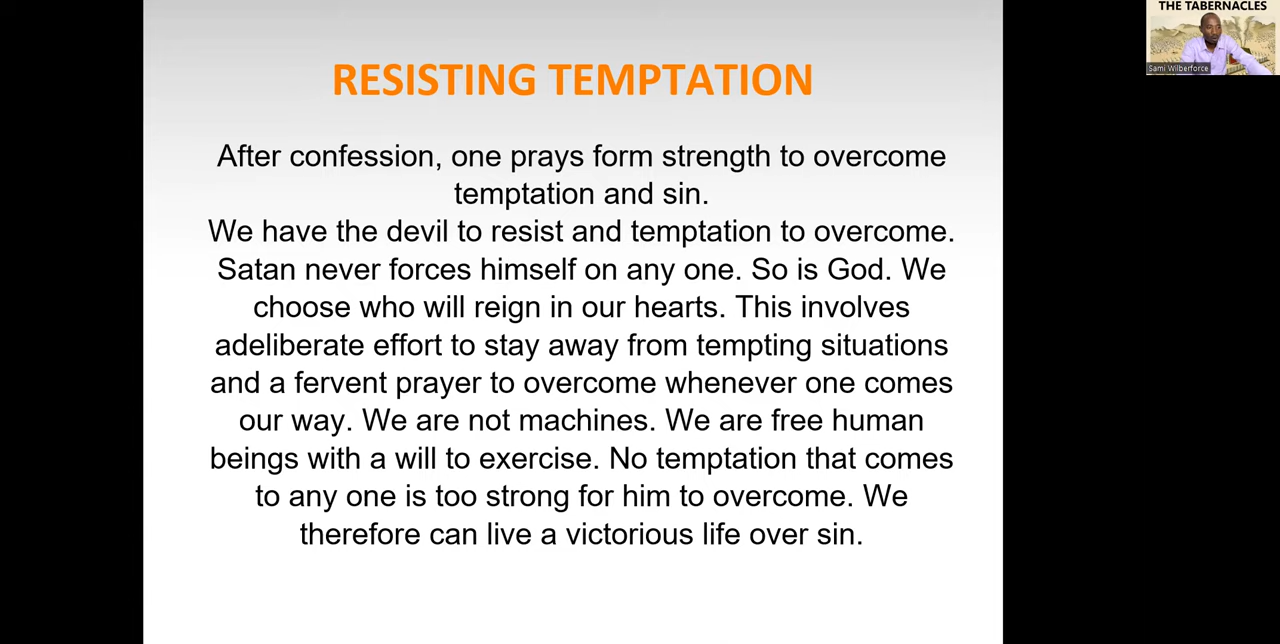 THE TABERNACLES
Sami Wilberforce
RESISTING TEMPTATION
After confession, one prays form strength to overcome
temptation and sin.
We have the devil to resist and temptation to overcome.
Satan never forces himself on any one. So is God. We
choose who will reign in our hearts. This involves
adeliberate effort to stay away from tempting situations
and a fervent prayer to overcome whenever one comes
our way. We are not machines. We are free human
beings with a will to exercise. No temptation that comes
to any one is too strong for him to overcome. We
therefore can live a victorious life over sin.